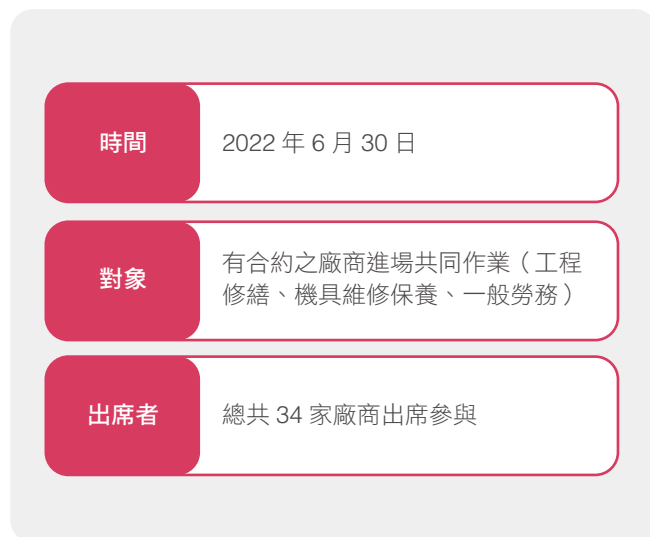 時間
2022 年 6 月 30 日
對象
有合約之廠商進場共同作業（工程
修繕、機具維修保養、一般勞務）
出席者
總共 34 家廠商出席參與